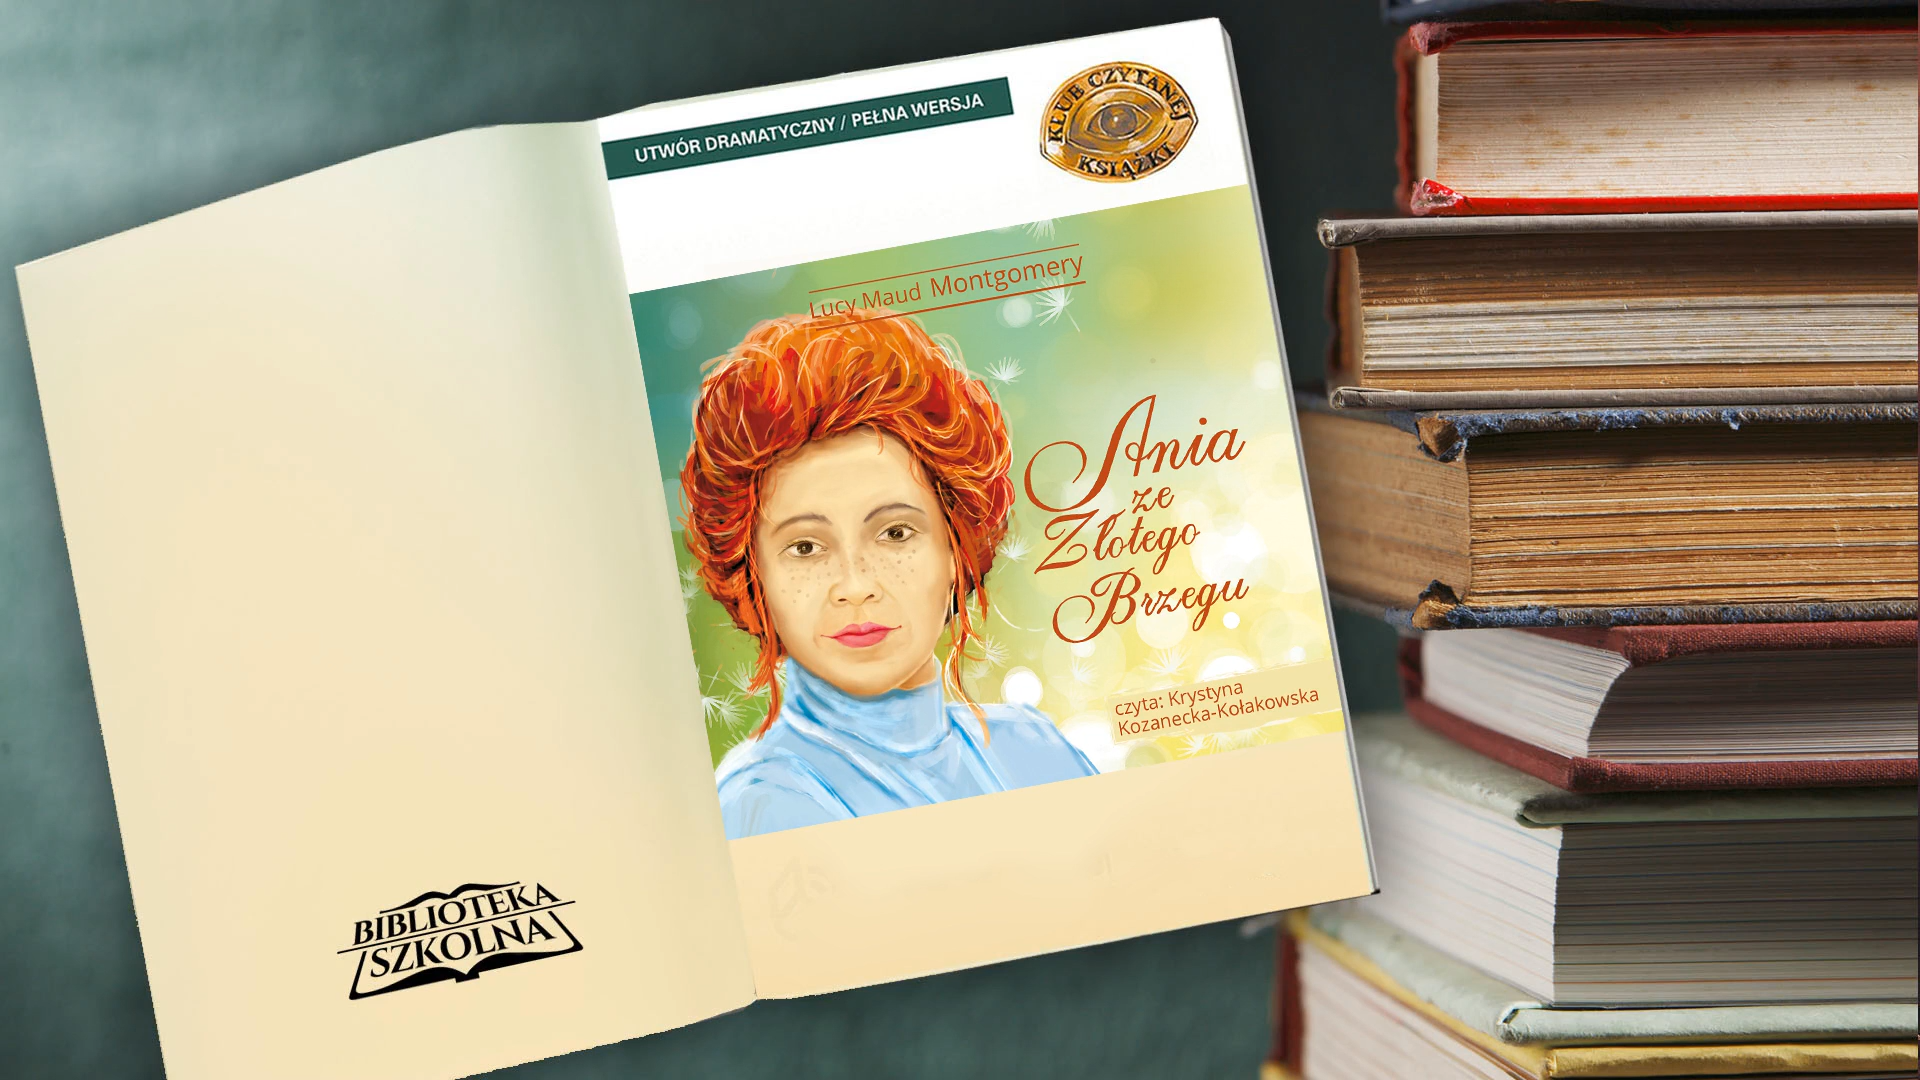 UTWÓR DRAMATYCZNY / PEŁNA WERSJA
KLUB CZYTANEJ
KSIĄŻKI
Lucy Maud Montgomery
Ania
ze
Złotego
Brzegu
czyta: Krystyna
Kozanecka-Kołakowska
BIBLIOTEKA
SZKOLNA